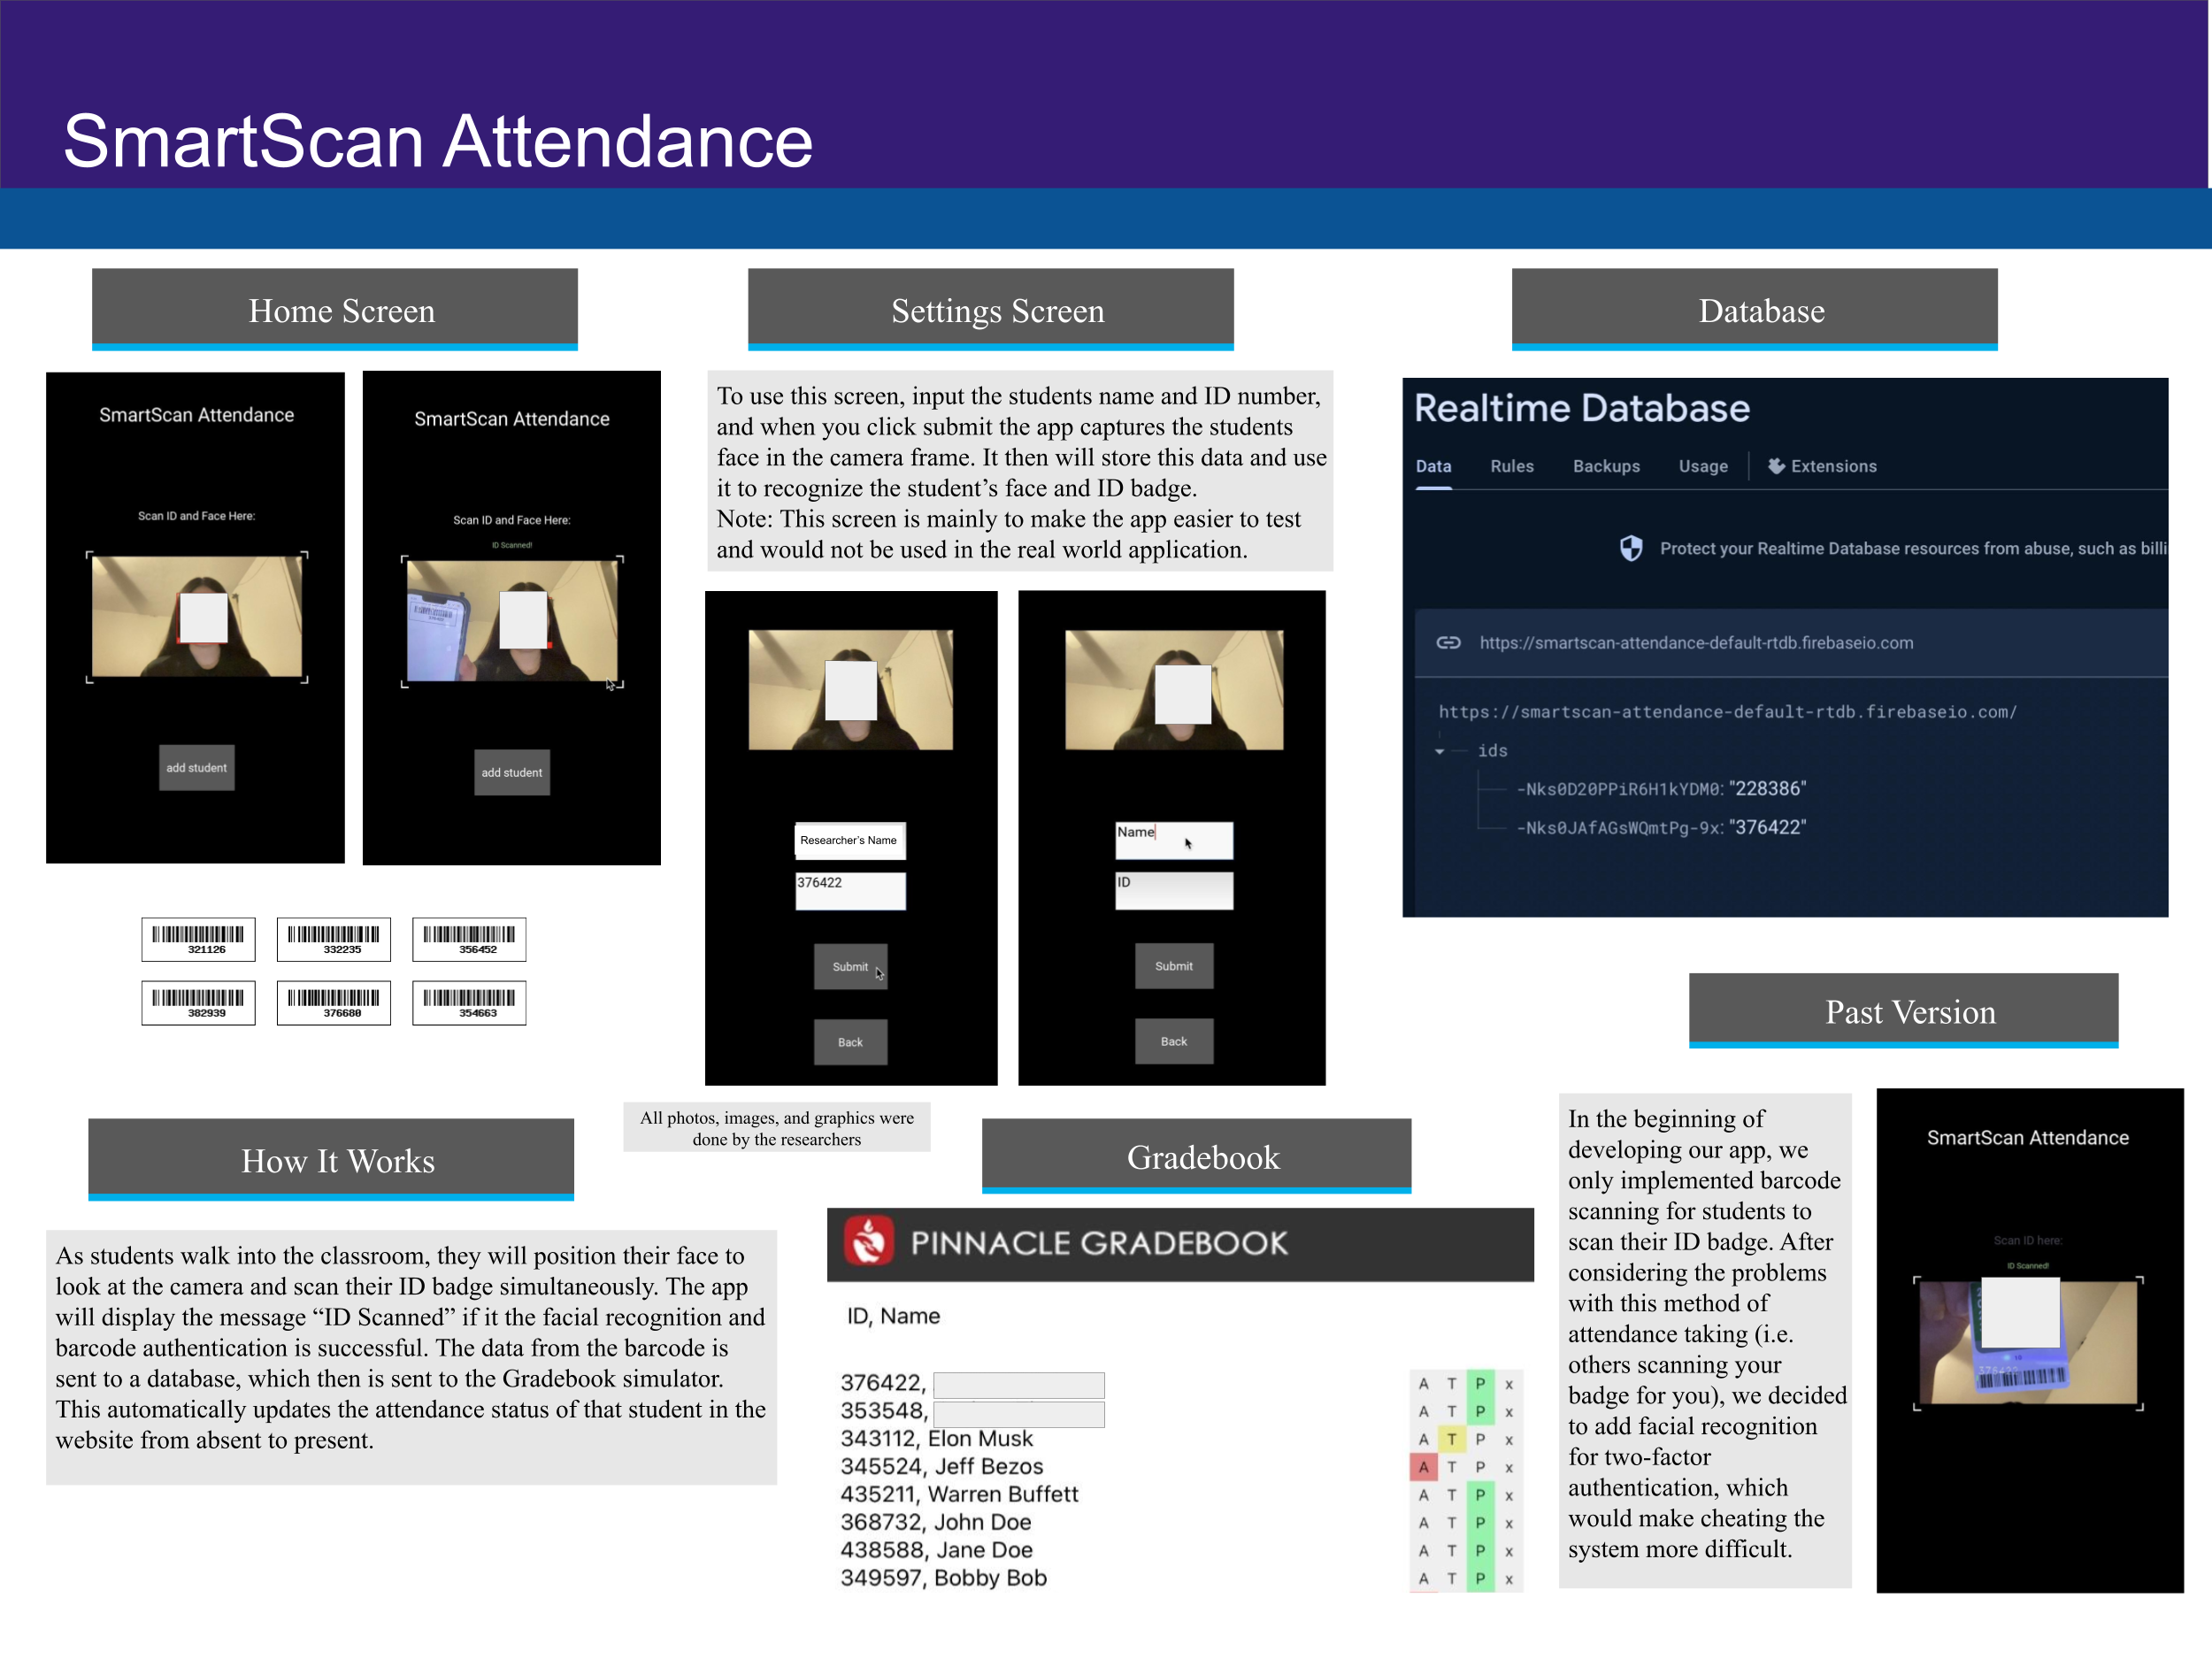 SmartScan Attendance
Home Screen
SmartScan Attendance
Scan ID and Face Here:
add student
SmartScan Attendance
Scan ID and Face Here:
ID Scanned!
add student
321126
332235
356452
382939
376680
354663
Settings Screen
To use this screen, input the students name and ID number,
and when you click submit the app captures the students
face in the camera frame. It then will store this data and use
it to recognize the student’s face and ID badge.
Note: This screen is mainly to make the app easier to test
and would not be used in the real world application.
Researcher’s Name
376422
Submit
Back
Name
ID
Submit
Back
Database
Realtime Database
Data Rules Backups Usage Extensions
Protect your Realtime Database resources from abuse, such as billi
https://smartscan-attendance-default-rtdb.firebaseio.com
https://smartscan-attendance-default-rtdb.firebaseio.com/
ids
-Nks0D20PPiR6H1kYDM0: "228386"
-Nks0JAfAGsWQmtPg-9x: "376422"
How It Works
As students walk into the classroom, they will position their face to
look at the camera and scan their ID badge simultaneously. The app
will display the message “ID Scanned” if it the facial recognition and
barcode authentication is successful. The data from the barcode is
sent to a database, which then is sent to the Gradebook simulator.
This automatically updates the attendance status of that student in the
website from absent to present.
All photos, images, and graphics were
done by the researchers
Gradebook
PINNACLE GRADEBOOK
ID, Name
376422, A T P x
353548, A T P x
343112, Elon Musk A T P x
345524, Jeff Bezos A T P x
435211, Warren Buffett A T P x
368732, John Doe A T P x
438588, Jane Doe A T P x
349597, Bobby Bob A T P x
Past Version
In the beginning of
developing our app, we
only implemented barcode
scanning for students to
scan their ID badge. After
considering the problems
with this method of
attendance taking (i.e.
others scanning your
badge for you), we decided
to add facial recognition
for two-factor
authentication, which
would make cheating the
system more difficult.
SmartScan Attendance
Scan ID here:
ID Scanned!